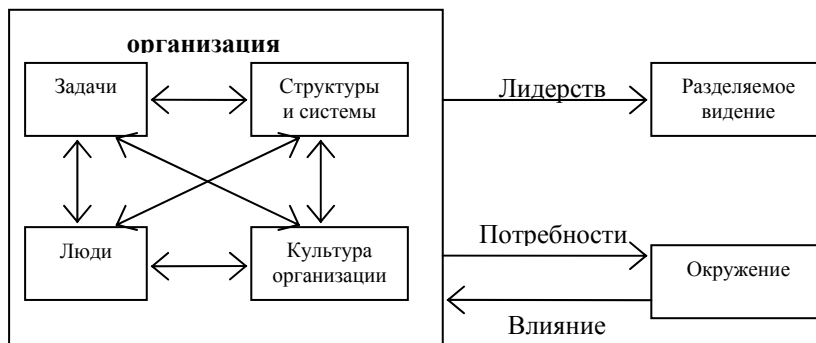 организация
Задачи
Структуры
и системы
Лидерств
Разделяемое
видение
Люди
Культура
организации
Потребности
Окружение
Влияние